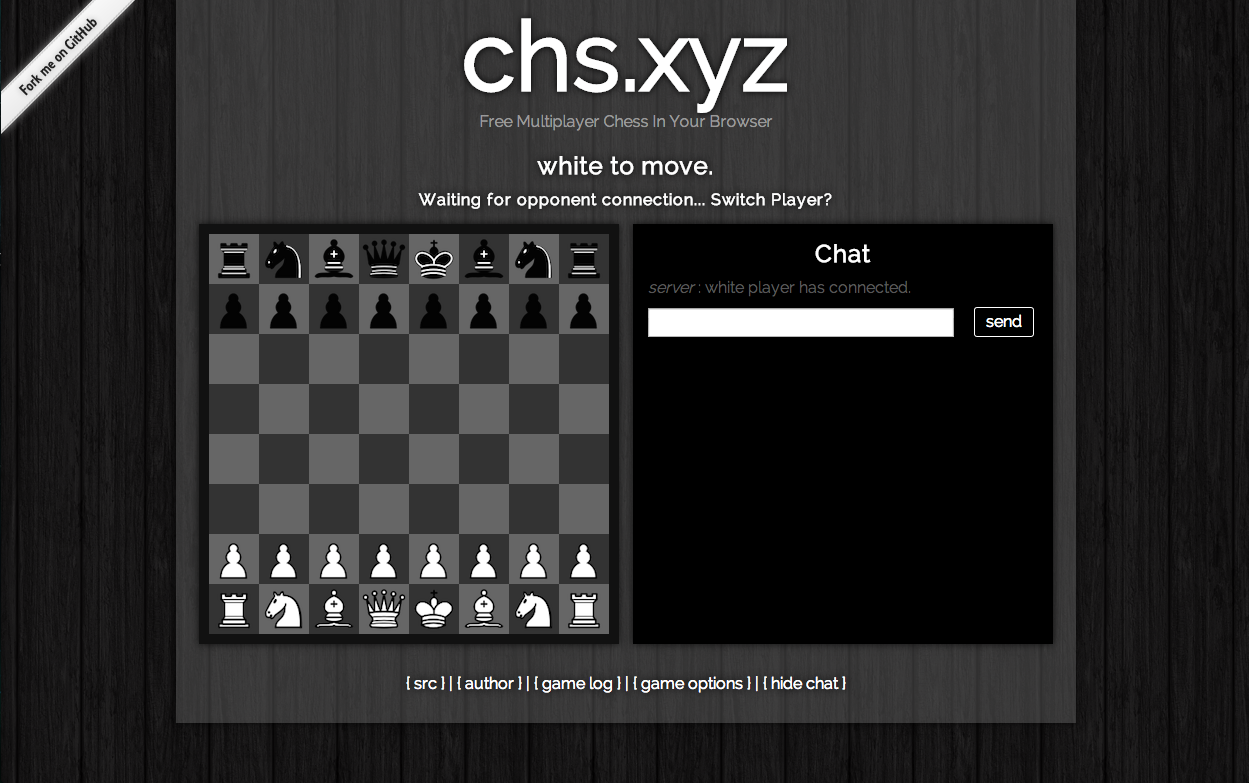 Fork me on GitHub
chs.xyz
Free Multiplayer Chess In Your Browser
white to move.
Waiting for opponent connection... Switch Player?
Chat
server : white player has connected.
send
{ src } | { author } | { game log } | { game options } | { hide chat }